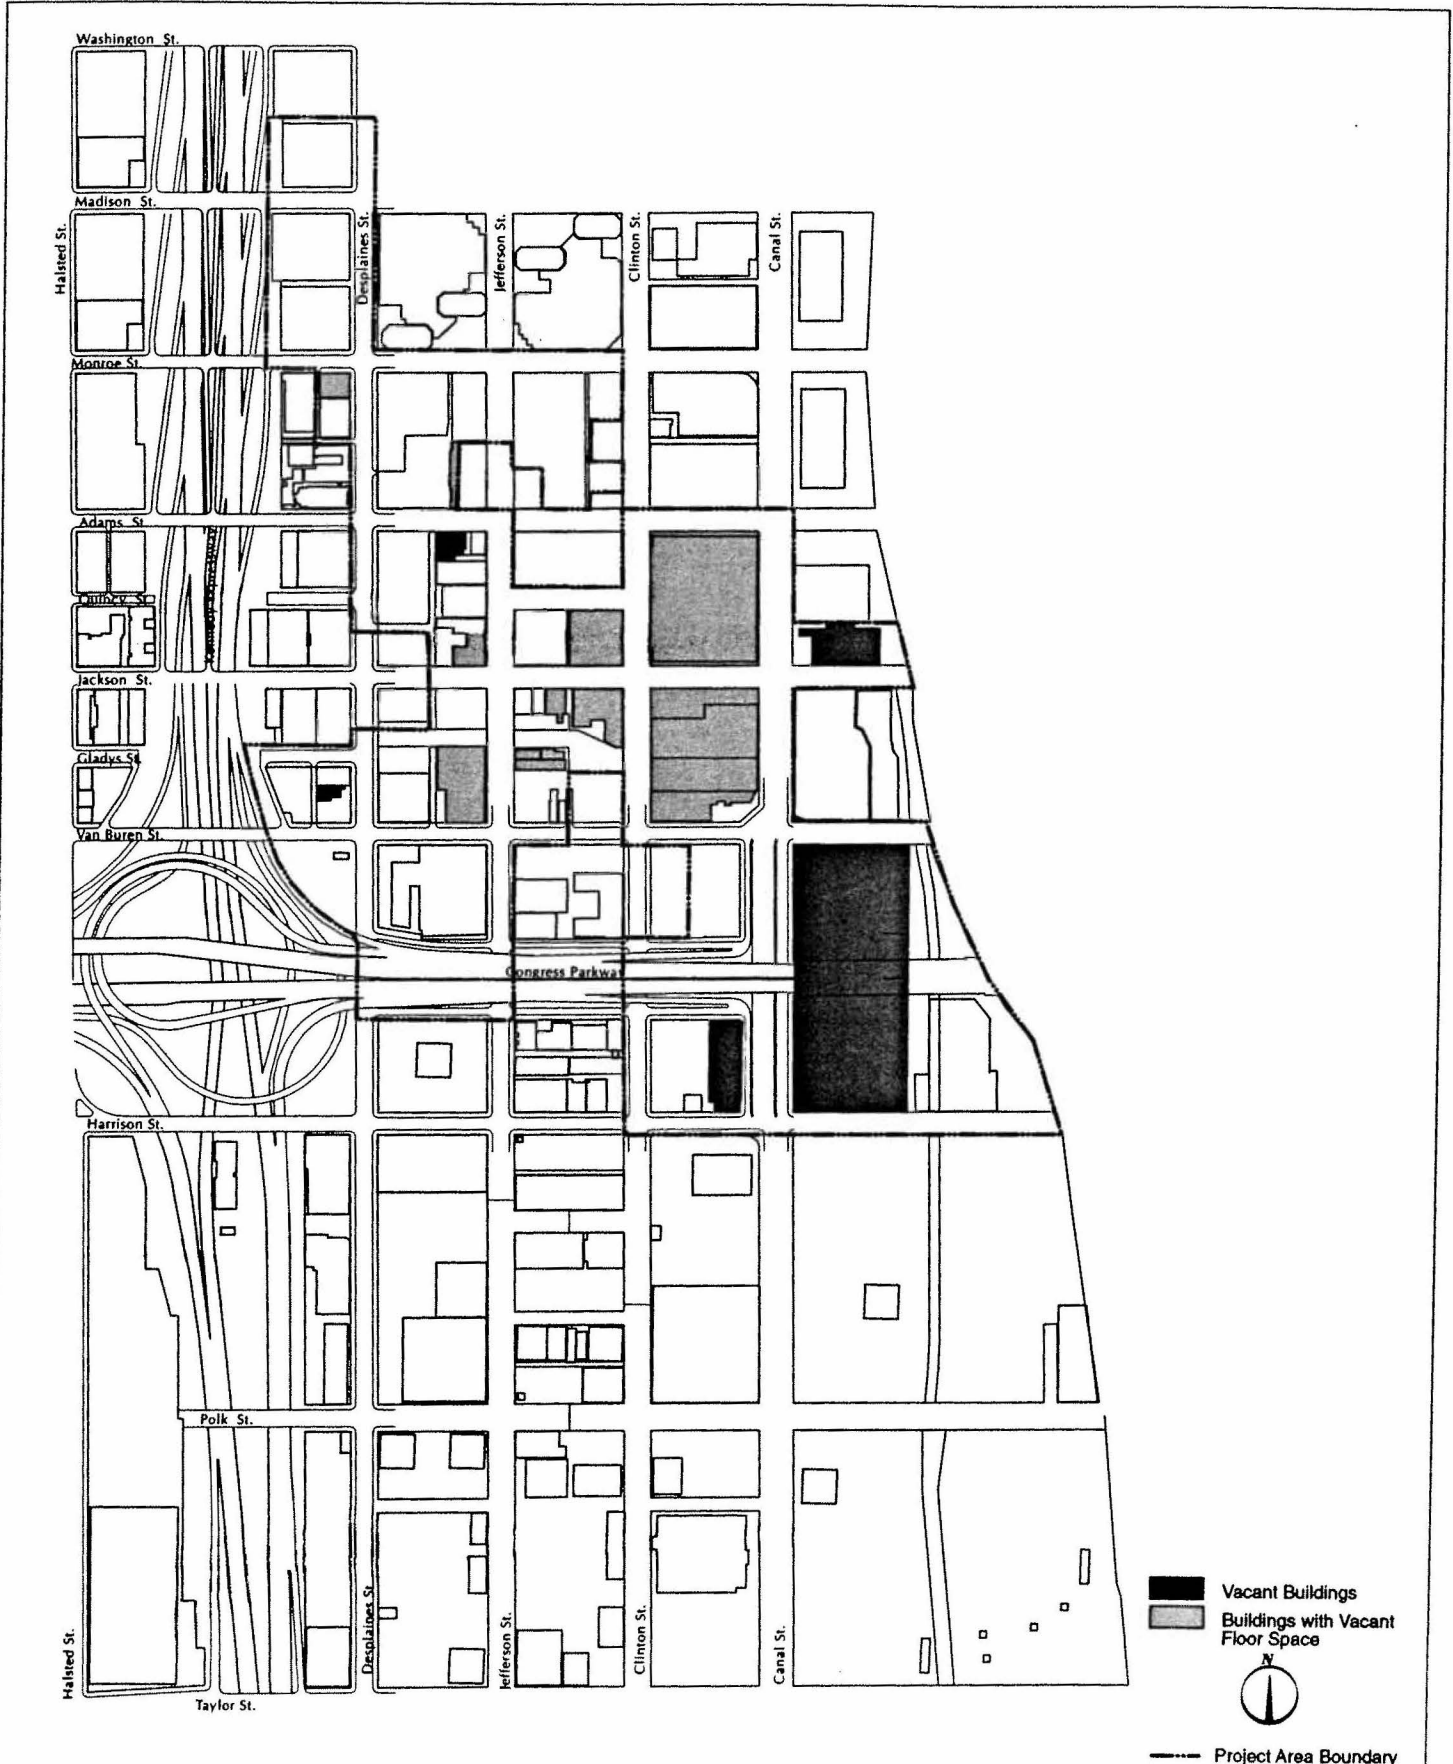 Washington St.
Madison St.
Halsted St.
Desplaines St.
Jefferson St.
Clinton St.
Canal St.
Monroe St.
Adams St
Quincy St
Jackson St.
Gladys St.
Van Buren St.
Congress Parkway
Harrison St.
Polk St.
Halsted St.
Desplaines St
Jefferson St.
Clinton St.
Canal St.
Taylor St.
Vacant Buildings
Buildings with Vacant
Floor Space
N
Project Area Boundary